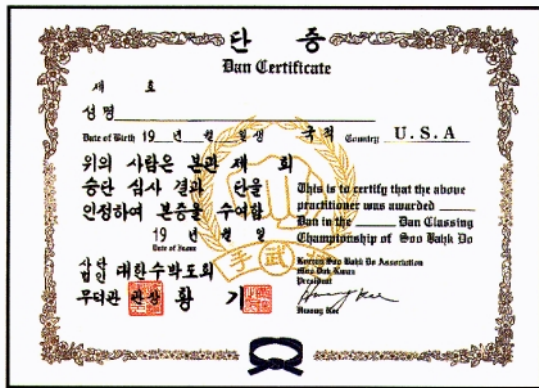 단 증
Dan Certificate
제 호
성명
Date of Birth 19 년 월 일생 국적 Country U.S.A
위의 사람은 본관 제 회
승단 심사 결과 단을
인정하여 본증을 수여함
19 년 월 일
Date of Issue
This is to certify that the above
practitioner was awarded
Dan in the Dan Classing
Championship of Soo Bahk Do
사단법인 대한수박도회
무덕관 관장 황 기
Korean Soo Bahk Do Association
Moo Duk Kwan
President
Hwang Kee
Hwang Kee
手 武